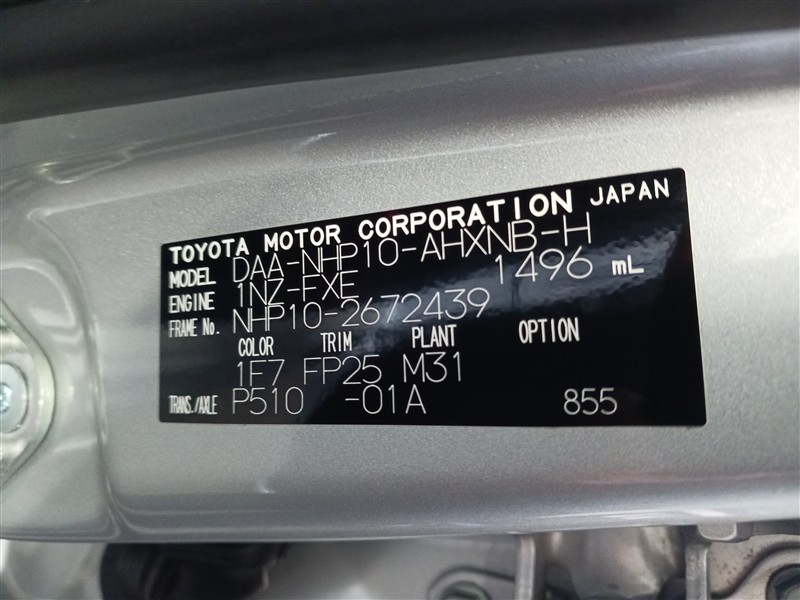 TOYOTA MOTOR CORPORATION JAPAN
MODEL DAA-NHP10-AHXNB-H
ENGINE 1NZ-FXE 1496 mL
FRAME No. NHP10-2672439
COLOR TRIM PLANT OPTION
1F7 FP25 M31
TRANS./AXLE P510 -01A 855